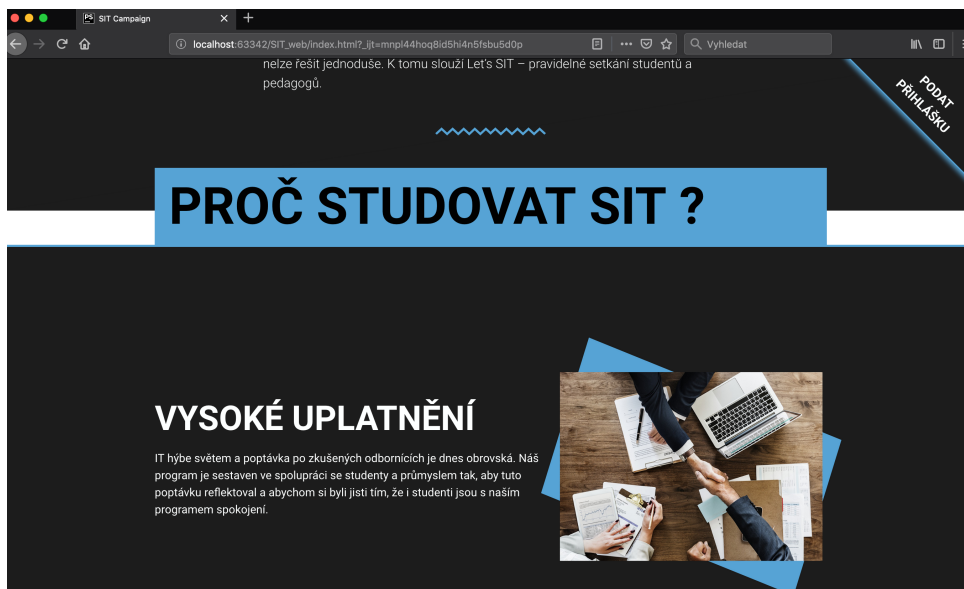 SIT Campaign
localhost:63342/SIT_web/index.html?_ijt=mnpl44hoq8id5hi4n5fsbu5d0p
Vyhledat
nelze řešit jednoduše. K tomu slouží Let's SIT – pravidelné setkání studentů a
pedagogů.
PODAT
PŘIHLÁŠKU
PROČ STUDOVAT SIT ?
VYSOKÉ UPLATNĚNÍ
IT hýbe světem a poptávka po zkušených odbornících je dnes obrovská. Náš
program je sestaven ve spolupráci se studenty a průmyslem tak, aby tuto
poptávku reflektoval a abychom si byli jisti tím, že i studenti jsou s naším
programem spokojení.